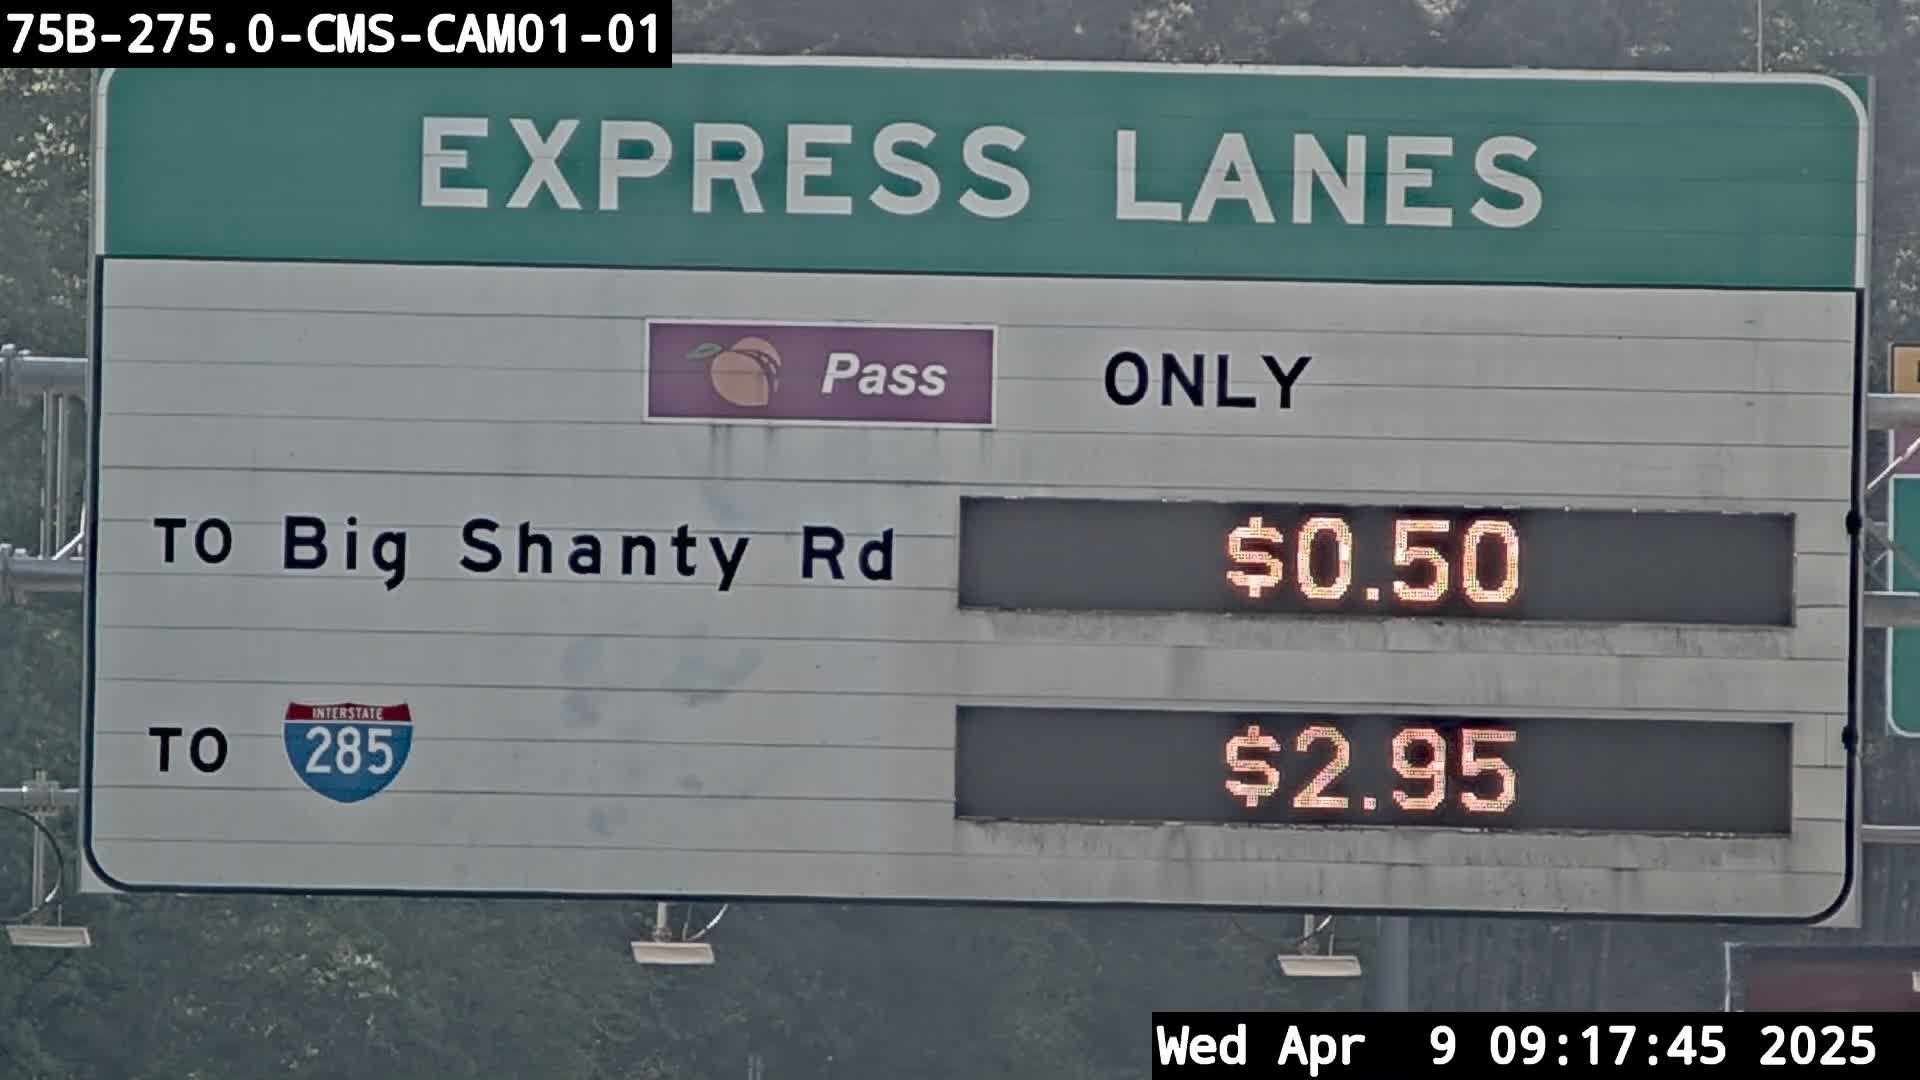 75B-275.0-CMS-CAM01-01
EXPRESS LANES
Pass ONLY
TO Big Shanty Rd $0.50
TO INTERSTATE 285 $2.95
Wed Apr 9 09:17:45 2025